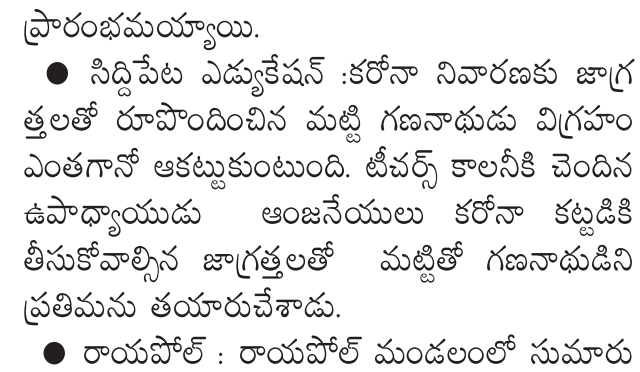 ప్రారంభమయ్యాయి.
● సిద్దిపేట ఎడ్యుకేషన్ :కరోనా నివారణకు జాగ్ర
త్తలతో రూపొందించిన మట్టి గణనాథుడు విగ్రహం
ఎంతగానో ఆకట్టుకుంటుంది. టీచర్స్ కాలనీకి చెందిన
ఉపాధ్యాయుడు ఆంజనేయులు కరోనా కట్టడికి
తీసుకోవాల్సిన జాగ్రత్తలతో మట్టితో గణనాథుడిని
ప్రతిమను తయారుచేశాడు.
● రాయపోల్ : రాయపోల్ మండలంలో సుమారు